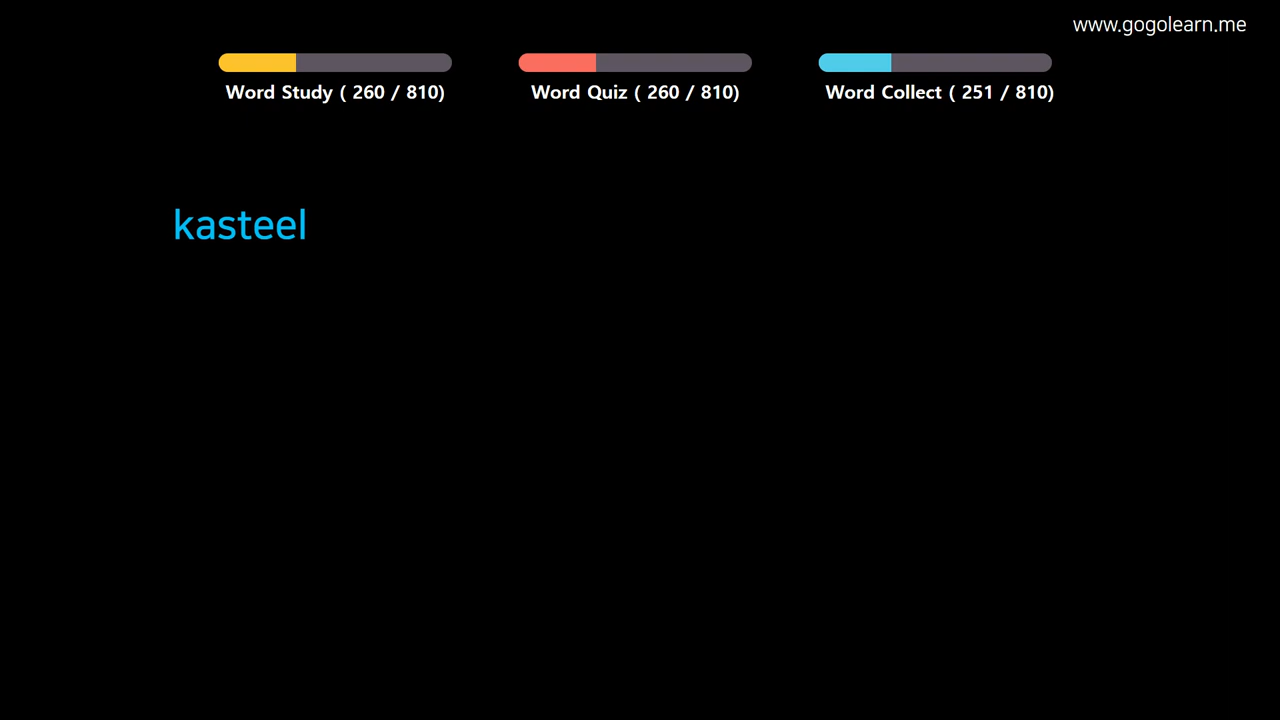 www.gogolearn.me
Word Study ( 260 / 810)
Word Quiz ( 260 / 810)
Word Collect ( 251 / 810)
kasteel